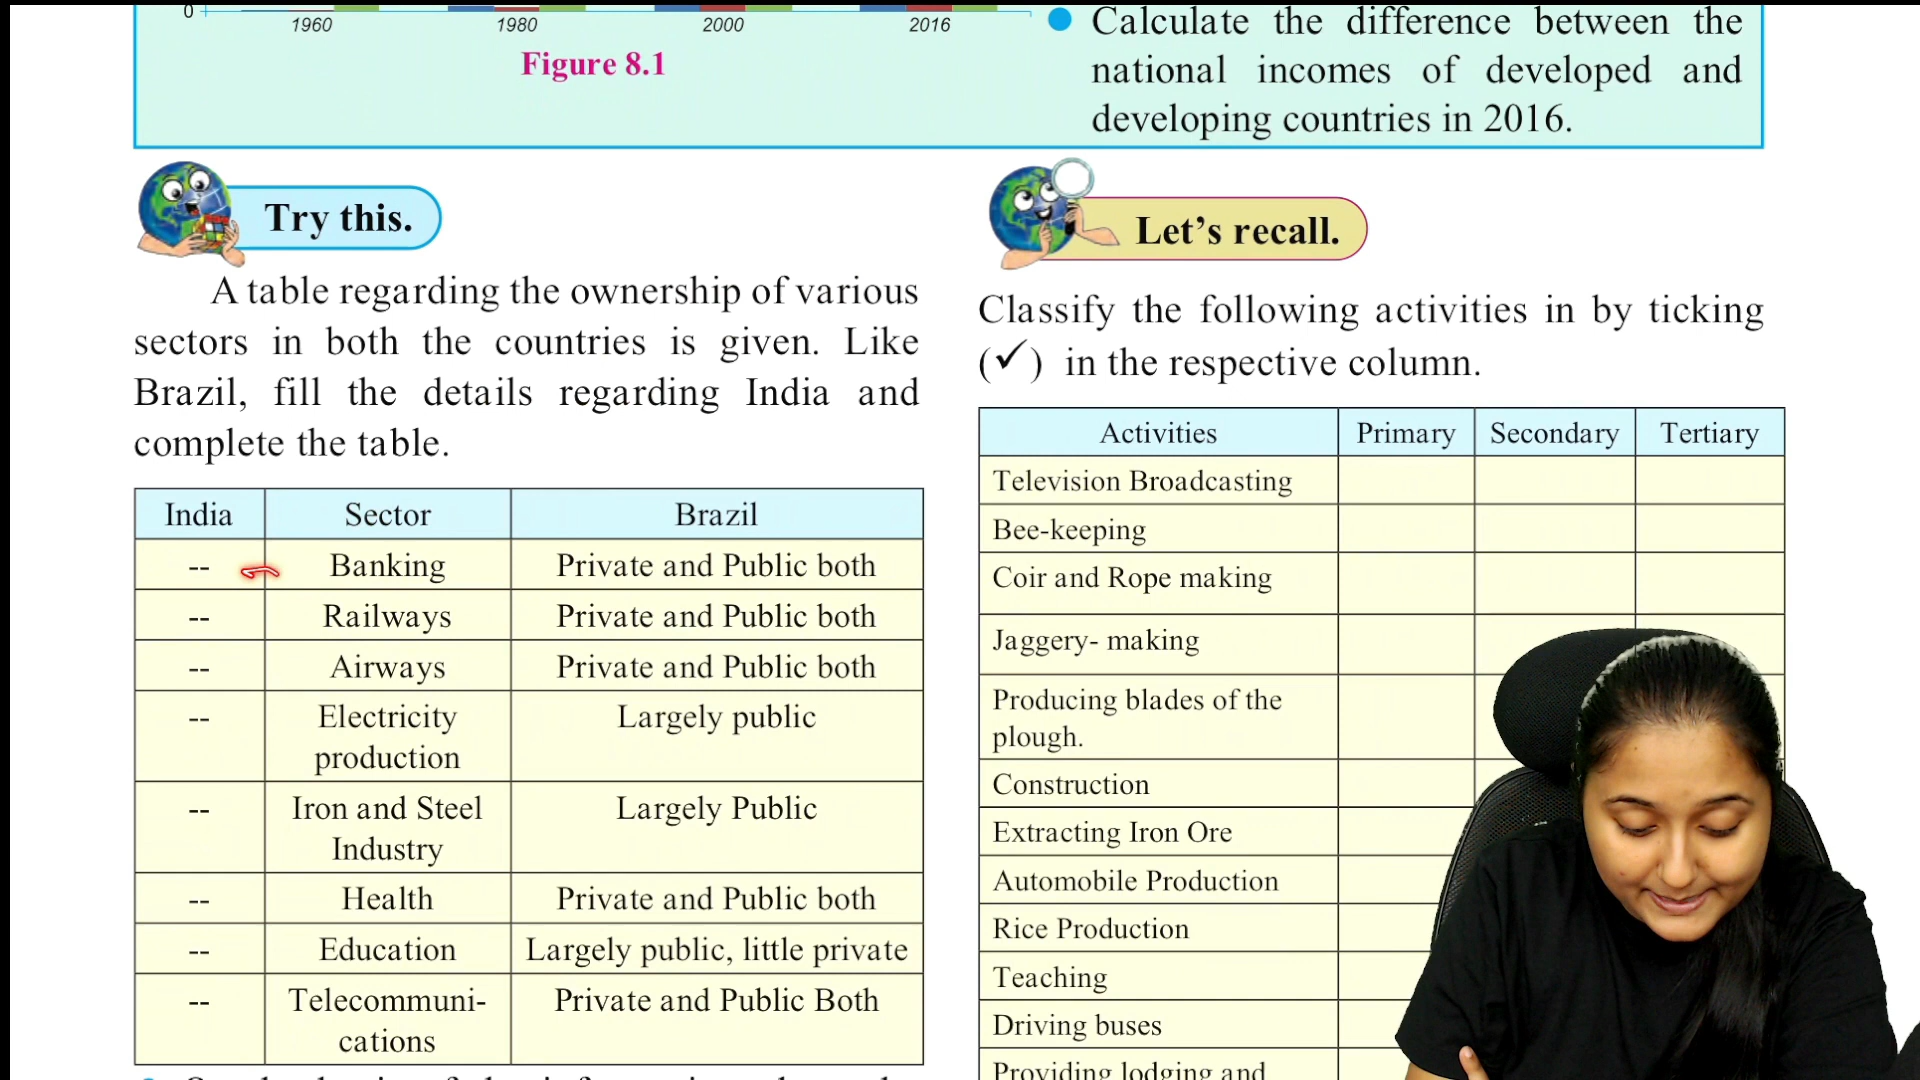 0
1960 1980 2000 2016
Figure 8.1
Calculate the difference between the
national incomes of developed and
developing countries in 2016.
Try this.
A table regarding the ownership of various
sectors in both the countries is given. Like
Brazil, fill the details regarding India and
complete the table.
India Sector Brazil
-- Banking Private and Public both
-- Railways Private and Public both
-- Airways Private and Public both
-- Electricity Largely public
production
-- Iron and Steel Largely Public
Industry
-- Health Private and Public both
-- Education Largely public, little private
-- Telecommuni- Private and Public Both
cations
Let's recall.
Classify the following activities in by ticking
(✓) in the respective column.
Activities Primary Secondary Tertiary
Television Broadcasting
Bee-keeping
Coir and Rope making
Jaggery- making
Producing blades of the
plough.
Construction
Extracting Iron Ore
Automobile Production
Rice Production
Teaching
Driving buses
Providing lodging and